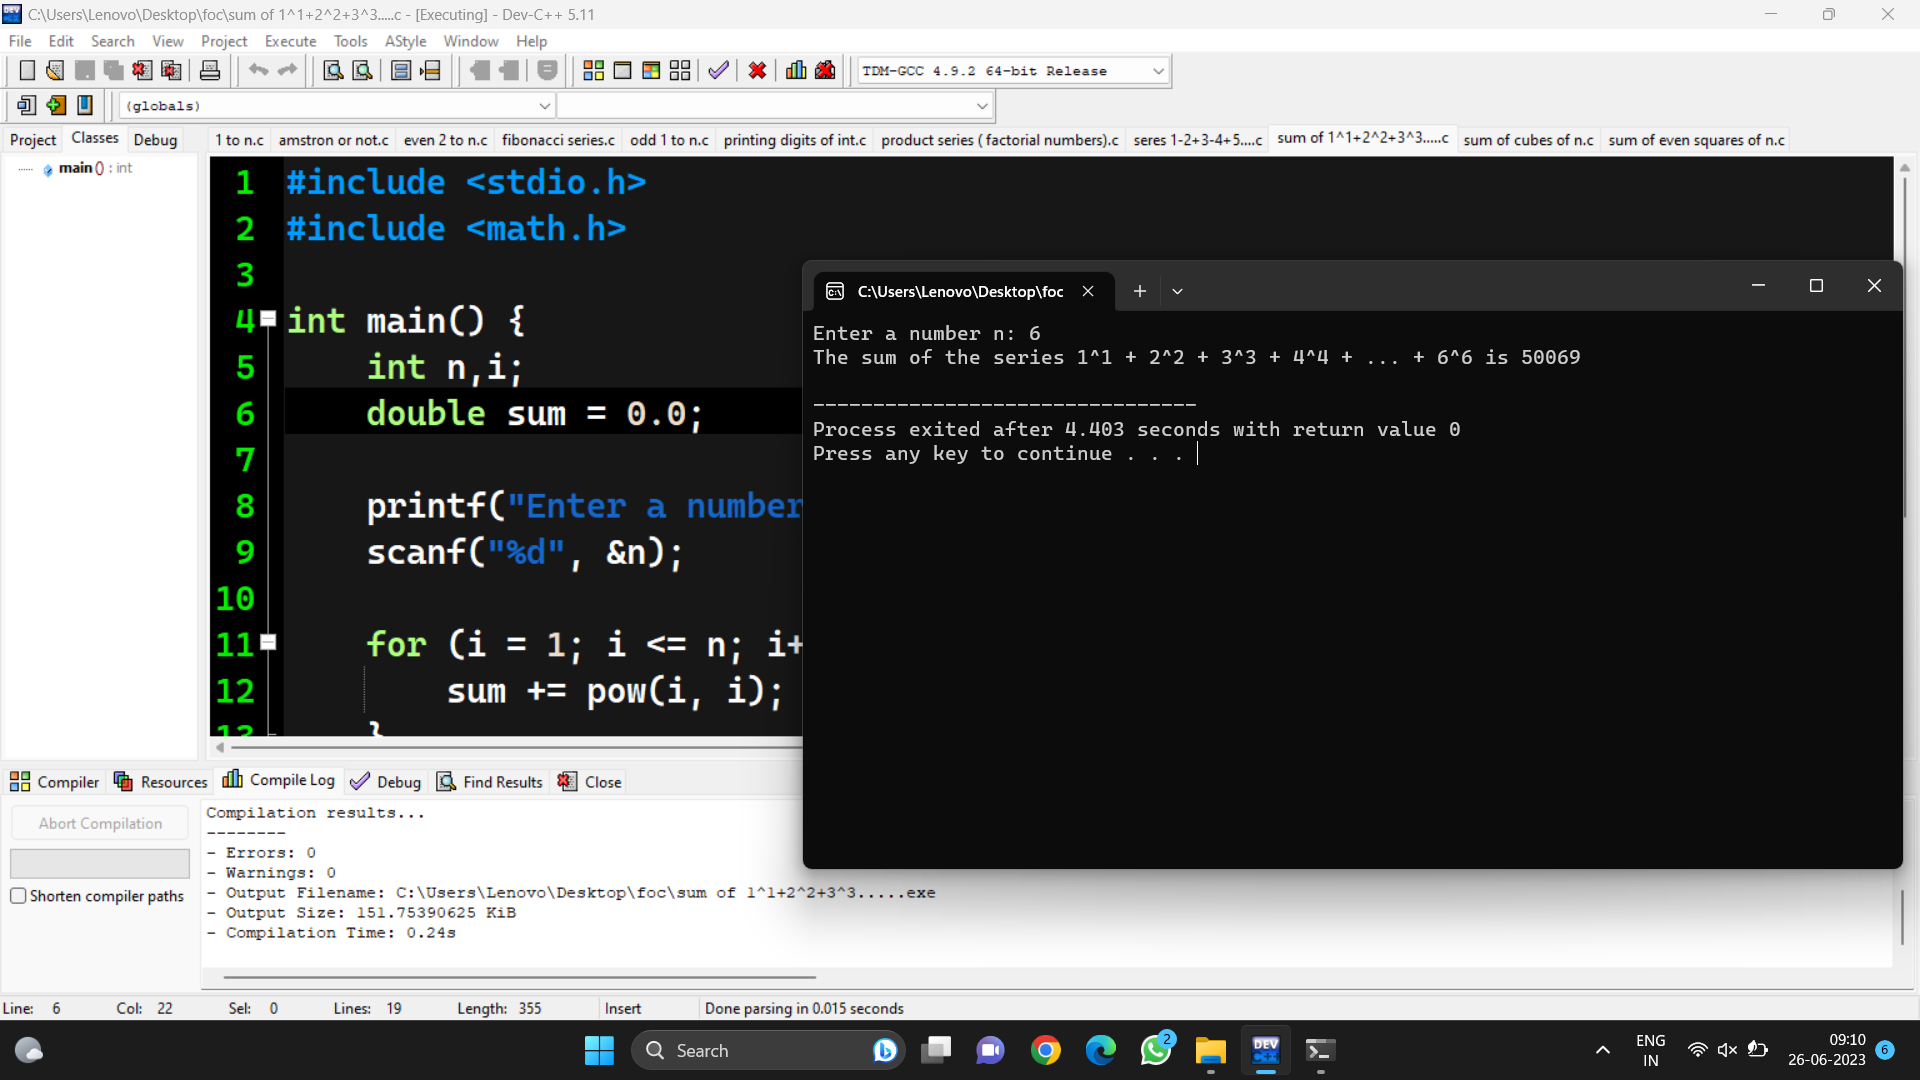 C:\Users\Lenovo\Desktop\foc\sum of 1^1+2^2+3^3.....c - [Executing] - Dev-C++ 5.11
File Edit Search View Project Execute Tools AStyle Window Help
TDM-GCC 4.9.2 64-bit Release
(globals)
Project Classes Debug
1 to n.c amstron or not.c even 2 to n.c fibonacci series.c odd 1 to n.c printing digits of int.c product series ( factorial numbers).c seres 1-2+3-4+5....c sum of 1^1+2^2+3^3.....c sum of cubes of n.c sum of even squares of n.c
main () : int
1 #include <stdio.h>
2 #include <math.h>
3
4 int main() {
5 int n,i;
6 double sum = 0.0;
7
8 printf("Enter a number
9 scanf("%d", &n);
10
11 for (i = 1; i <= n; i+
12 sum += pow(i, i);
13 }
C:\Users\Lenovo\Desktop\foc
Enter a number n: 6
The sum of the series 1^1 + 2^2 + 3^3 + 4^4 + ... + 6^6 is 50069
--------------------------------
Process exited after 4.403 seconds with return value 0
Press any key to continue . . .
Compiler Resources Compile Log Debug Find Results Close
Abort Compilation
Shorten compiler paths
Compilation results...
--------
- Errors: 0
- Warnings: 0
- Output Filename: C:\Users\Lenovo\Desktop\foc\sum of 1^1+2^2+3^3.....exe
- Output Size: 151.75390625 KiB
- Compilation Time: 0.24s
Line: 6 Col: 22 Sel: 0 Lines: 19 Length: 355 Insert Done parsing in 0.015 seconds
Search
2
DEV
C++
ENG
IN
09:10
26-06-2023
6